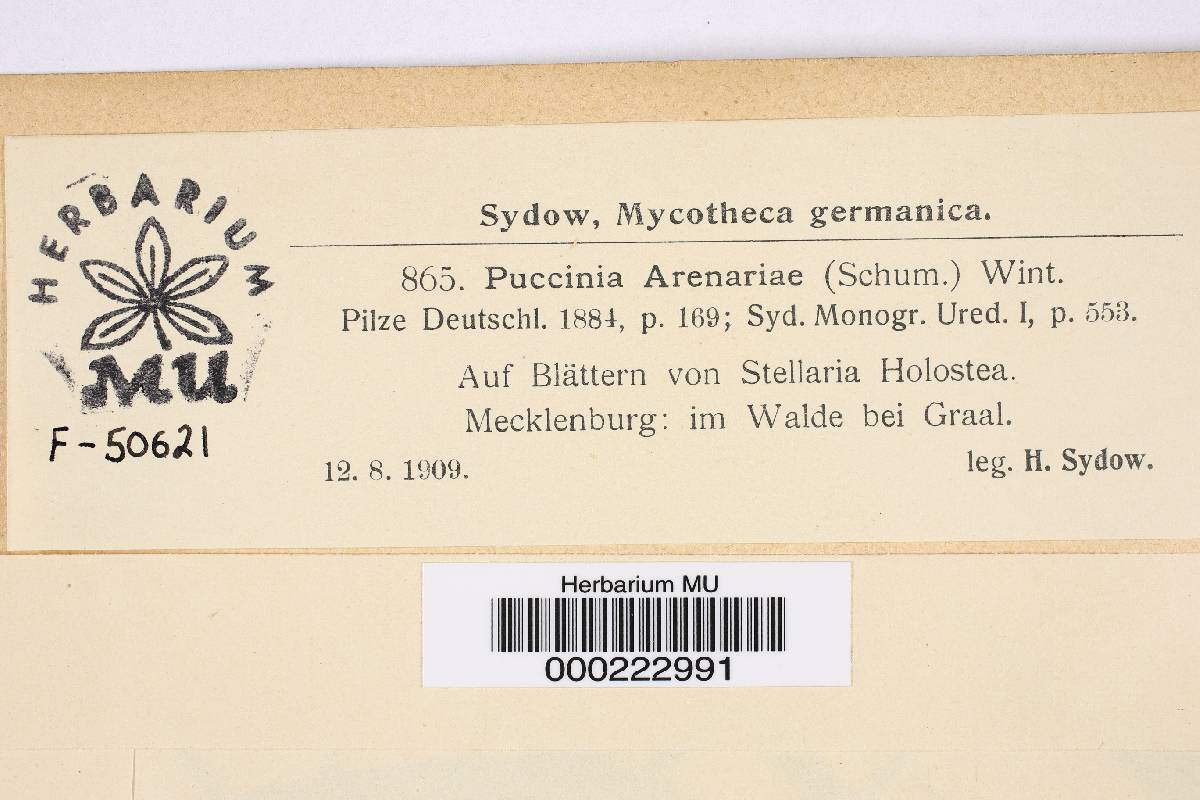 HERBARIUM
MU
F-50621
Sydow, Mycotheca germanica.
865. Puccinia Arenariae (Schum.) Wint.
Pilze Deutschl. 1884, p. 169; Syd. Monogr. Ured. I, p. 553.
Auf Blättern von Stellaria Holostea.
Mecklenburg: im Walde bei Graal.
12. 8. 1909.
leg. H. Sydow.
Herbarium MU
000222991